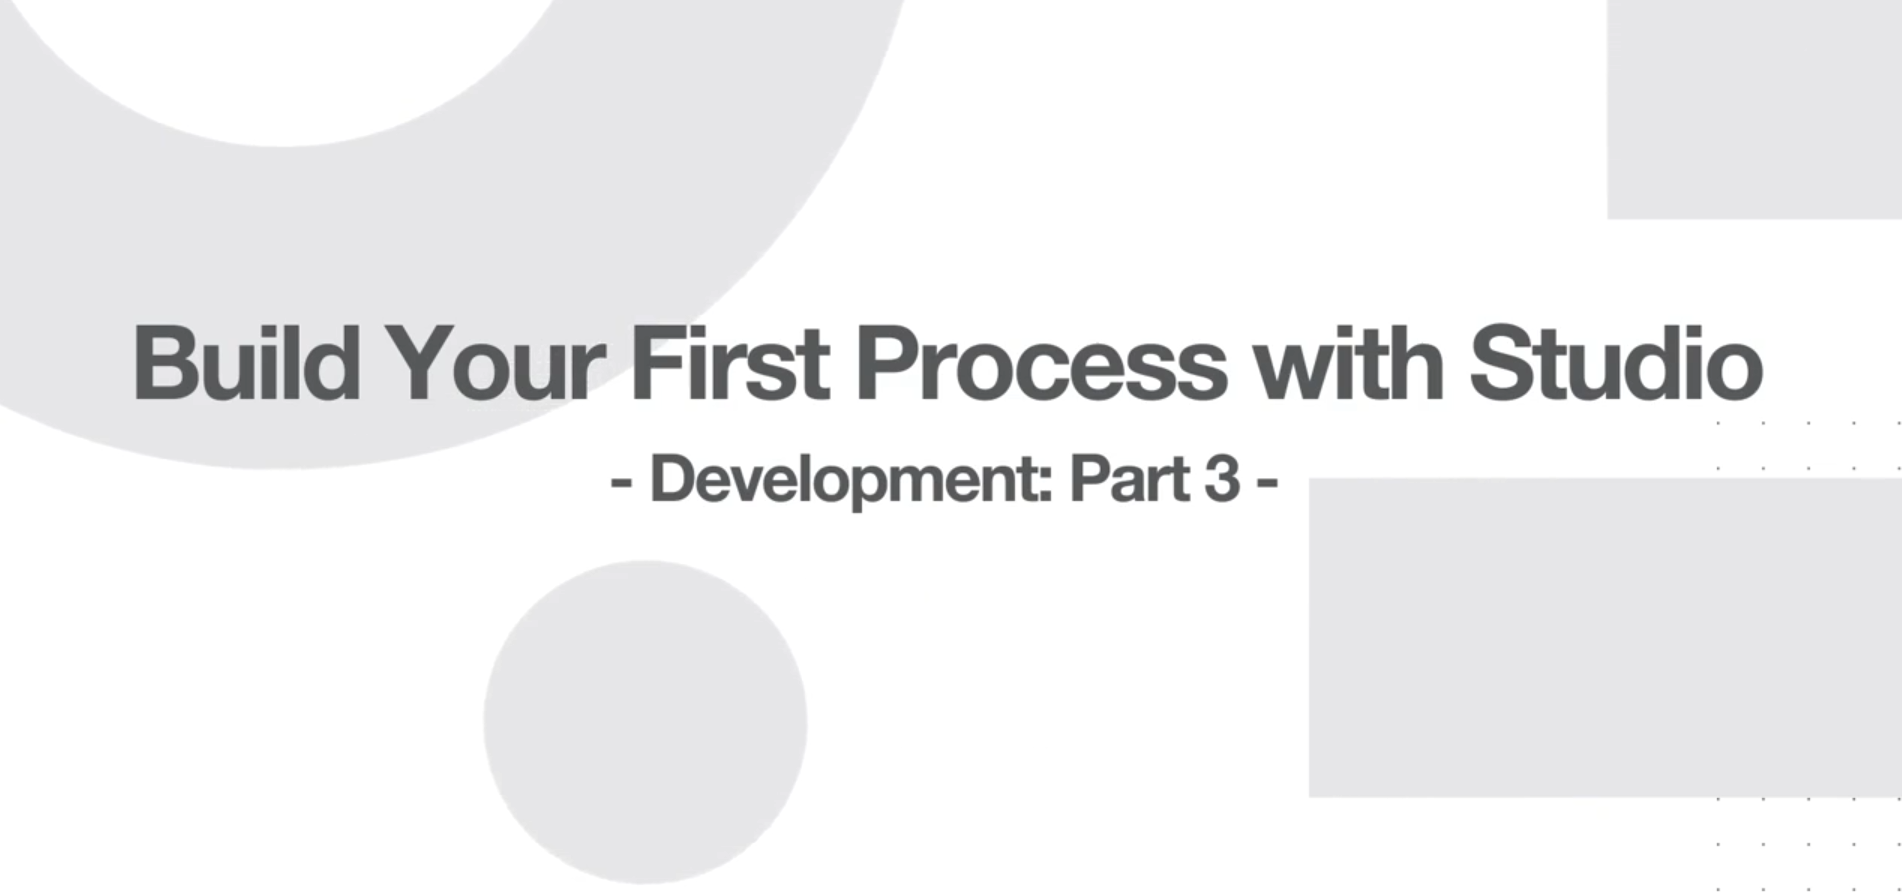 Build Your First Process with Studio
- Development: Part 3 -